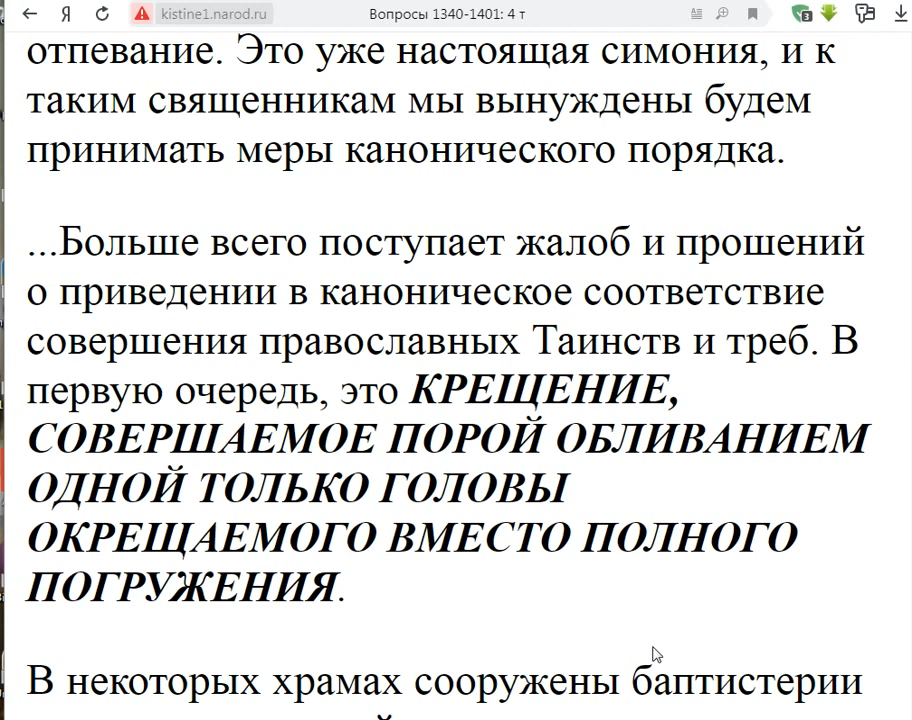 kistine1.narod.ru
Вопросы 1340-1401: 4 т
отпевание. Это уже настоящая симония, и к
таким священникам мы вынуждены будем
принимать меры канонического порядка.
...Больше всего поступает жалоб и прошений
о приведении в каноническое соответствие
совершения православных Таинств и треб. В
первую очередь, это КРЕЩЕНИЕ,
СОВЕРШАЕМОЕ ПОРОЙ ОБЛИВАНИЕМ
ОДНОЙ ТОЛЬКО ГОЛОВЫ
ОКРЕЩАЕМОГО ВМЕСТО ПОЛНОГО
ПОГРУЖЕНИЯ.
В некоторых храмах сооружены баптистерии